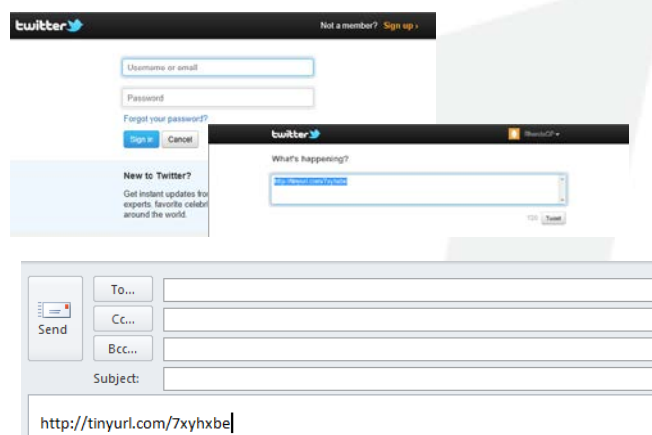 twitter
Not a member? Sign up ›
Username or email
Password
Forgot your password?
Sign in Cancel
New to Twitter?
Get instant updates from
experts, favorite celebri
around the world.
twitter
What's happening?
Tweet
To...
Cc...
Bcc...
Send
Subject:
http://tinyurl.com/7xyhxbe